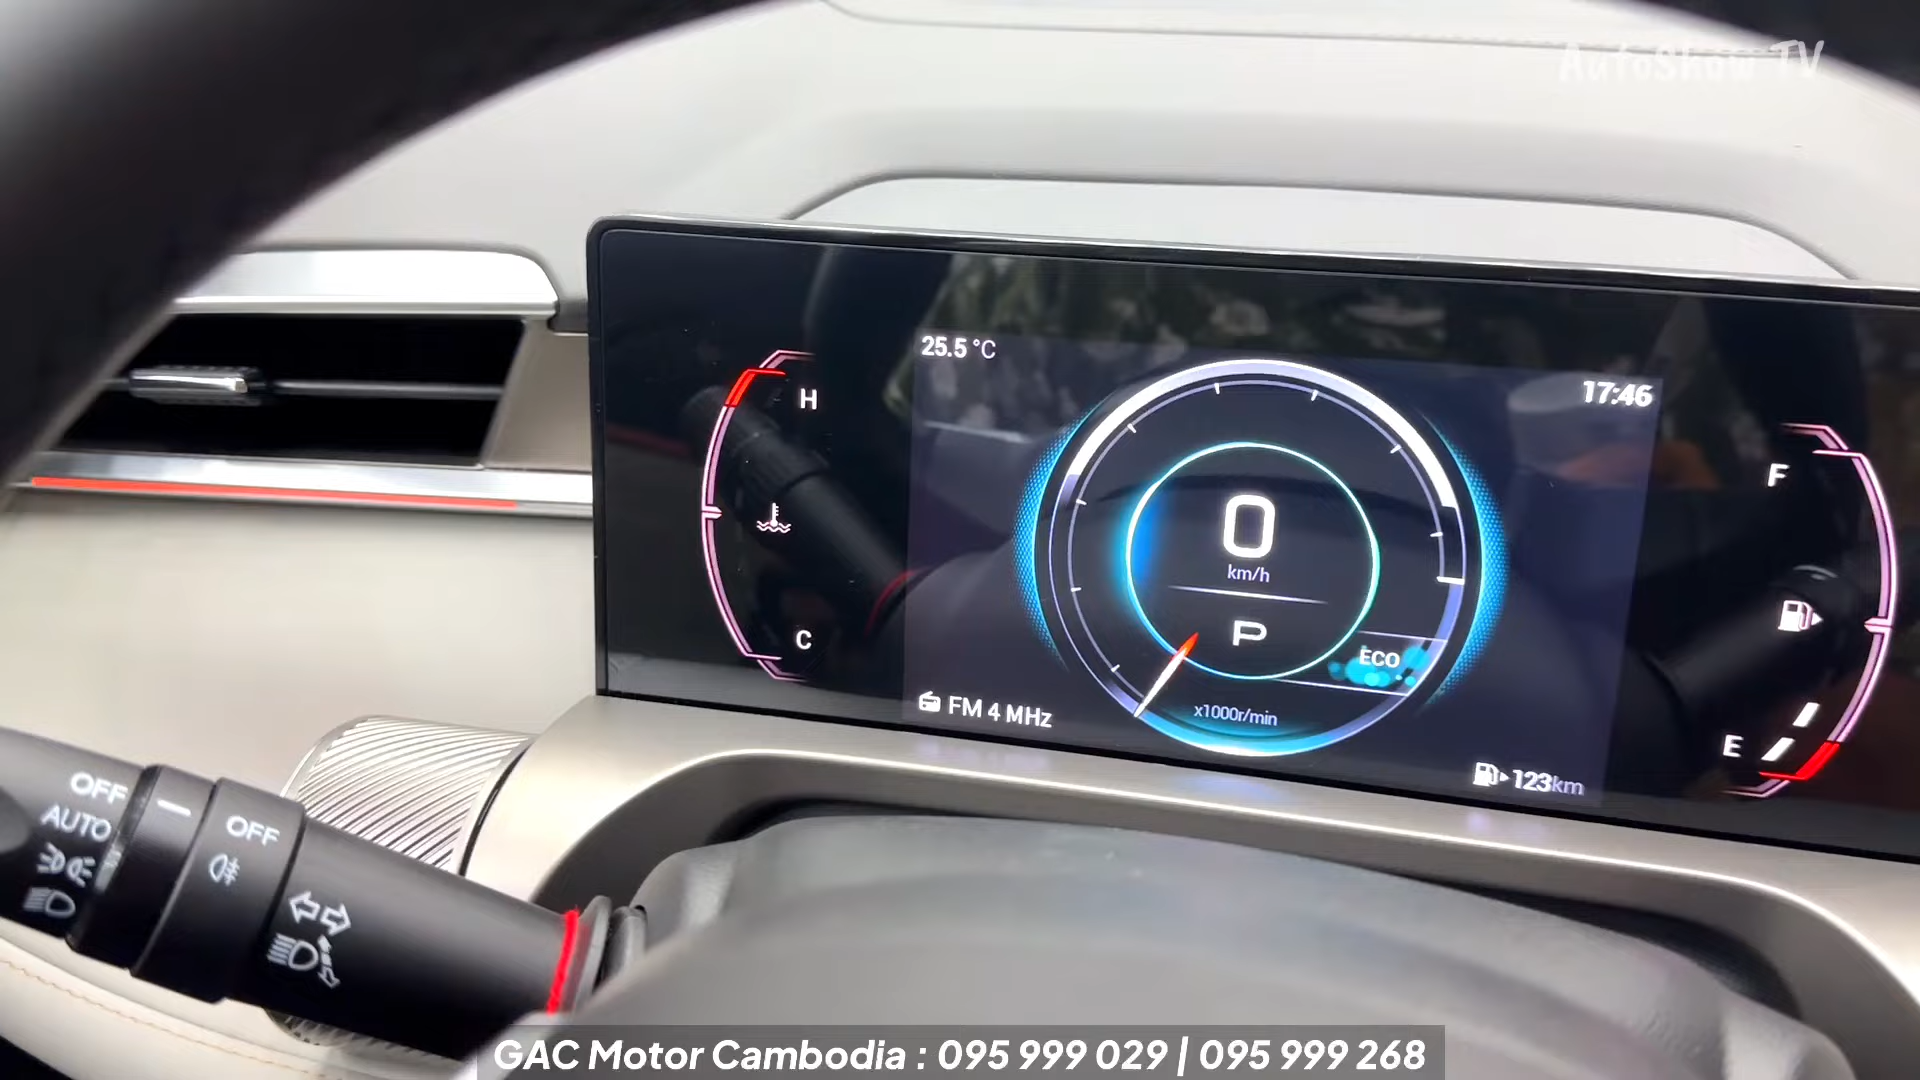 AutoShow TV
25.5 °C
17:46
H
F
0
km/h
P
ECO
C
x1000r/min
FM 4 MHz
E
123km
OFF
AUTO
OFF
GAC Motor Cambodia : 095 999 029 | 095 999 268